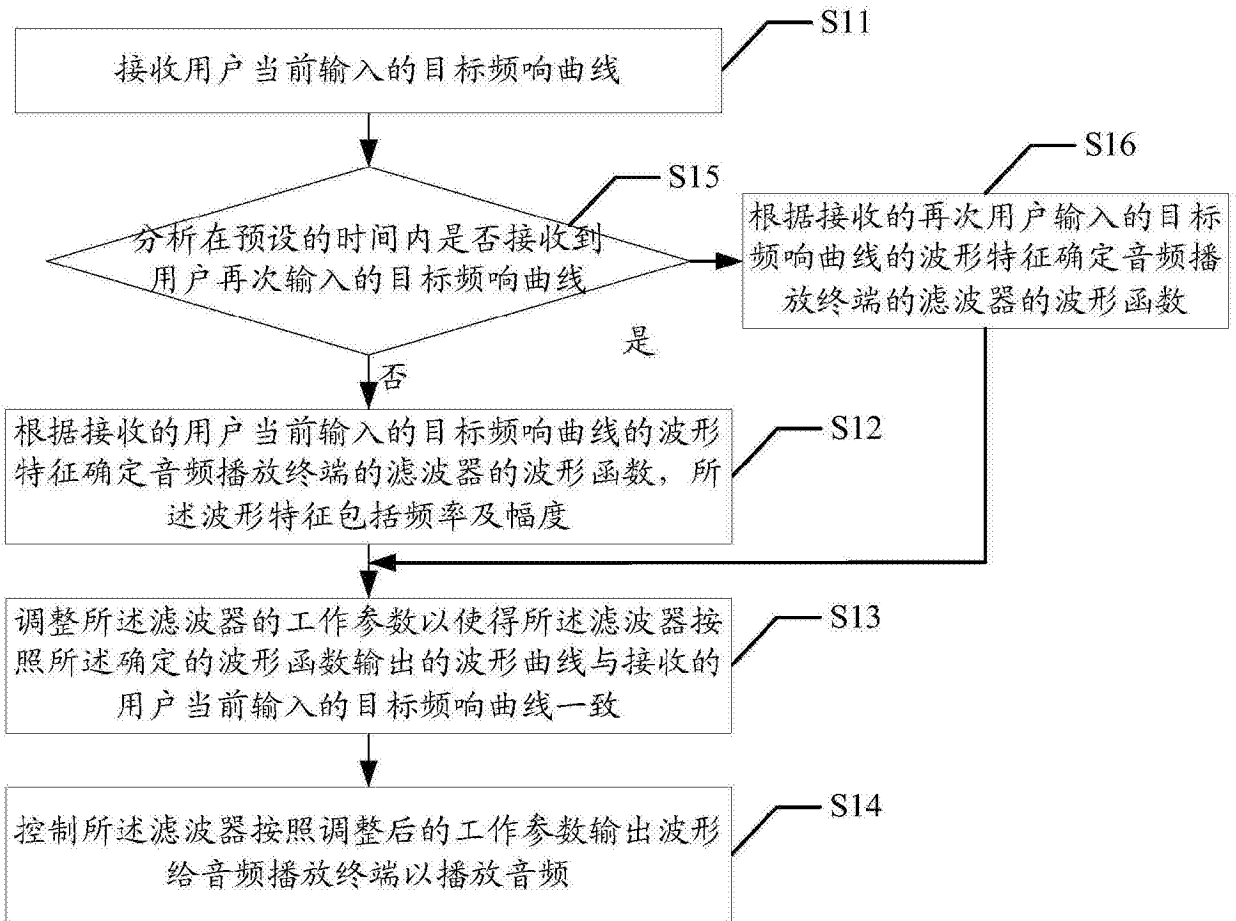 S11
接收用户当前输入的目标频响曲线
S15
分析在预设的时间内是否接收到
用户再次输入的目标频响曲线
是
否
S16
根据接收的再次用户输入的目标
频响曲线的波形特征确定音频播
放终端的滤波器的波形函数
S12
根据接收的用户当前输入的目标频响曲线的波形
特征确定音频播放终端的滤波器的波形函数，所
述波形特征包括频率及幅度
S13
调整所述滤波器的工作参数以使得所述滤波器按
照所述确定的波形函数输出的波形曲线与接收的
用户当前输入的目标频响曲线一致
S14
控制所述滤波器按照调整后的工作参数输出波形
给音频播放终端以播放音频